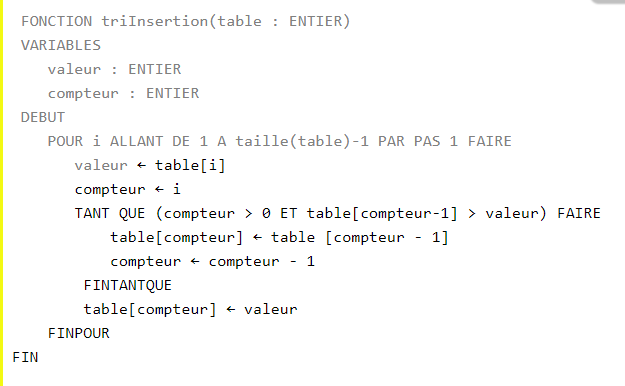 FONCTION triInsertion(table : ENTIER)
VARIABLES
valeur : ENTIER
compteur : ENTIER
DEBUT
POUR i ALLANT DE 1 A taille(table)-1 PAR PAS 1 FAIRE
valeur ← table[i]
compteur ← i
TANT QUE (compteur > 0 ET table[compteur-1] > valeur) FAIRE
table[compteur] ← table [compteur - 1]
compteur ← compteur - 1
FINTANTQUE
table[compteur] ← valeur
FINPOUR
FIN